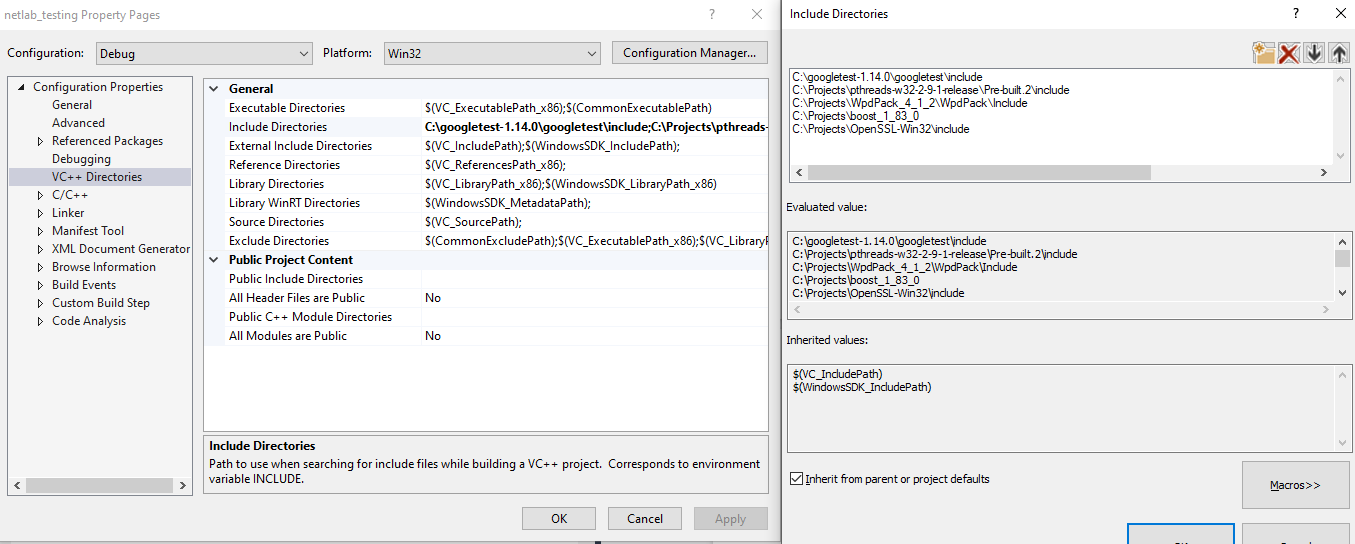 netlab_testing Property Pages
?
Configuration:
Debug
Platform:
Win32
Configuration Manager...
Configuration Properties
General
Advanced
Referenced Packages
Debugging
VC++ Directories
C/C++
Linker
Manifest Tool
XML Document Generator
Browse Information
Build Events
Custom Build Step
Code Analysis
General
Executable Directories
$(VC_ExecutablePath_x86);$(CommonExecutablePath)
Include Directories
C:\googletest-1.14.0\googletest\include;C:\Projects\pthreads-
External Include Directories
$(VC_IncludePath);$(WindowsSDK_IncludePath);
Reference Directories
$(VC_ReferencesPath_x86);
Library Directories
$(VC_LibraryPath_x86);$(WindowsSDK_LibraryPath_x86)
Library WinRT Directories
$(WindowsSDK_MetadataPath);
Source Directories
$(VC_SourcePath);
Exclude Directories
$(CommonExcludePath);$(VC_ExecutablePath_x86);$(VC_LibraryP
Public Project Content
Public Include Directories
All Header Files are Public
No
Public C++ Module Directories
All Modules are Public
No
Include Directories
Path to use when searching for include files while building a VC++ project. Corresponds to environment
variable INCLUDE.
OK
Cancel
Apply
Include Directories
?
C:\googletest-1.14.0\googletest\include
C:\Projects\pthreads-w32-2-9-1-release\Pre-built.2\include
C:\Projects\WpdPack_4_1_2\WpdPack\Include
C:\Projects\boost_1_83_0
C:\Projects\OpenSSL-Win32\include
Evaluated value:
C:\googletest-1.14.0\googletest\include
C:\Projects\pthreads-w32-2-9-1-release\Pre-built.2\include
C:\Projects\WpdPack_4_1_2\WpdPack\Include
C:\Projects\boost_1_83_0
C:\Projects\OpenSSL-Win32\include
Inherited values:
$(VC_IncludePath)
$(WindowsSDK_IncludePath)
Inherit from parent or project defaults
Macros>>